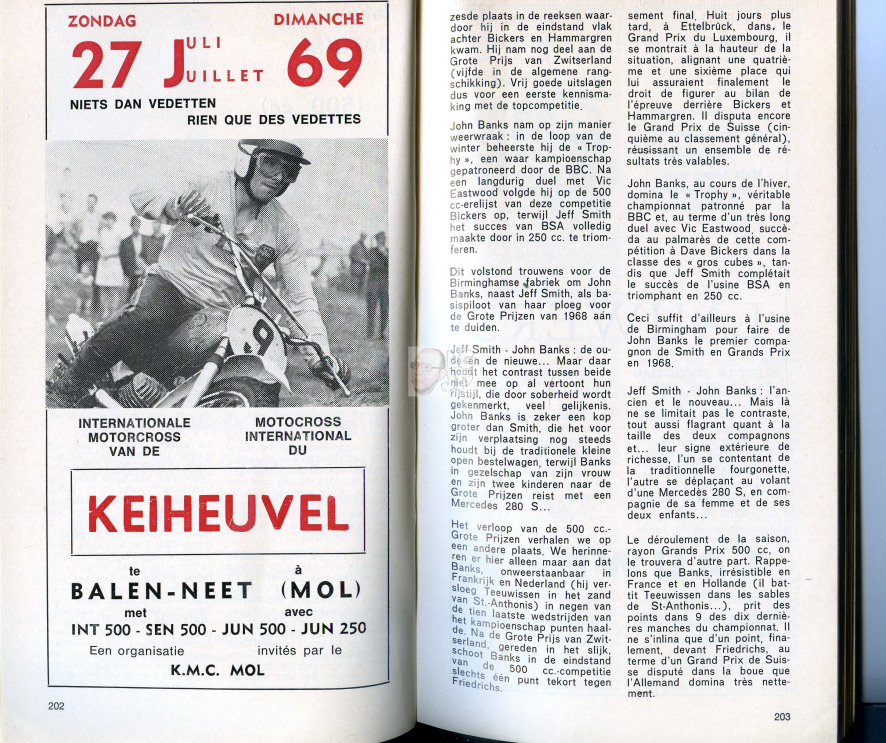 ZONDAG DIMANCHE
27 JULI JUILLET 69
NIETS DAN VEDETTEN
RIEN QUE DES VEDETTES
9
INTERNATIONALE
MOTORCROSS
VAN DE
MOTOCROSS
INTERNATIONAL
DU
KEIHEUVEL
te à
BALEN-NEET (MOL)
met avec
INT 500 - SEN 500 - JUN 500 - JUN 250
Een organisatie invités par le
K.M.C. MOL
202
zesde plaats in de reeksen waar-
door hij in de eindstand vlak
achter Bickers en Hammargren
kwam. Hij nam nog deel aan de
Grote Prijs van Zwitserland
(vijfde in de algemene rang-
schikking). Vrij goede uitslagen
dus voor een eerste kennisma-
king met de topcompetitie.
John Banks nam op zijn manier
weerwraak : in de loop van de
winter beheerste hij de « Trop-
hy », een waar kampioenschap
gepatroneerd door de BBC. Na
een langdurig duel met Vic
Eastwood volgde hij op de 500
cc-erelijst van deze competitie
Bickers op, terwijl Jeff Smith
het succes van BSA volledig
maakte door in 250 cc. te triom-
feren.
Dit volstond trouwens voor de
Birminghamse fabriek om John
Banks, naast Jeff Smith, als ba-
sispiloot van haar ploeg voor
de Grote Prijzen van 1968 aan
te duiden.
Jeff Smith - John Banks : de ou-
de en de nieuwe... Maar daar
houdt het contrast tussen beide
niet mee op al vertoont hun
rijstijl, die door soberheid wordt
gekenmerkt, veel gelijkenis.
John Banks is zeker een kop
groter dan Smith, die het voor
zijn verplaatsing nog steeds
houdt bij de traditionele kleine
open bestelwagen, terwijl Banks
in gezelschap van zijn vrouw
en zijn twee kinderen naar de
Grote Prijzen reist met een
Mercedes 280 S...
Het verloop van de 500 cc.-
Grote Prijzen verhalen we op
een andere plaats. We herinne-
ren er hier alleen maar aan dat
Banks, onweerstaanbaar in
Frankrijk en Nederland (hij ver-
sloeg Teeuwissen in het zand
van St.-Anthonis) in negen van
de tien laatste wedstrijden van
het kampioenschap punten haal-
de. Na de Grote Prijs van Zwit-
serland, gereden in het slijk,
schoot Banks in de eindstand
van de 500 cc.-competitie
slechts één punt tekort tegen
Friedrichs.
sement final. Huit jours plus
tard, à Ettelbrück, dans le
Grand Prix du Luxembourg, il
se montrait à la hauteur de la
situation, alignant une quatriè-
me et une sixième place qui
lui assuraient finalement le
droit de figurer au bilan de
l'épreuve derrière Bickers et
Hammargren. Il disputa encore
le Grand Prix de Suisse (cin-
quième au classement général),
réusissant un ensemble de ré-
sultats très valables.
John Banks, au cours de l'hiver,
domina le « Trophy », véritable
championnat patronné par la
BBC et, au terme d'un très long
duel avec Vic Eastwood, succè-
da au palmarès de cette com-
pétition à Dave Bickers dans la
classe des « gros cubes », tan-
dis que Jeff Smith complétait
le succès de l'usine BSA en
triomphant en 250 cc.
Ceci suffit d'ailleurs à l'usine
de Birmingham pour faire de
John Banks le premier compa-
gnon de Smith en Grands Prix
en 1968.
Jeff Smith - John Banks : l'an-
cien et le nouveau... Mais là
ne se limitait pas le contraste,
tout aussi flagrant quant à la
taille des deux compagnons
et... leur signe extérieure de
richesse, l'un se contentant de
la traditionnelle fourgonette,
l'autre se déplaçant au volant
d'une Mercedès 280 S, en com-
pagnie de sa femme et de ses
deux enfants...
Le déroulement de la saison,
rayon Grands Prix 500 cc, on
le trouvera d'autre part. Rappe-
lons que Banks, irrésistible en
France et en Hollande (il bat-
tit Teewissen dans les sables
de St-Anthonis...), prit des
points dans 9 des dix derniè-
res manches du championnat. Il
ne s'inlina que d'un point, fina-
lement, devant Friedrichs, au
terme d'un Grand Prix de Suis-
se disputé dans la boue que
l'Allemand domina très nette-
ment.
203